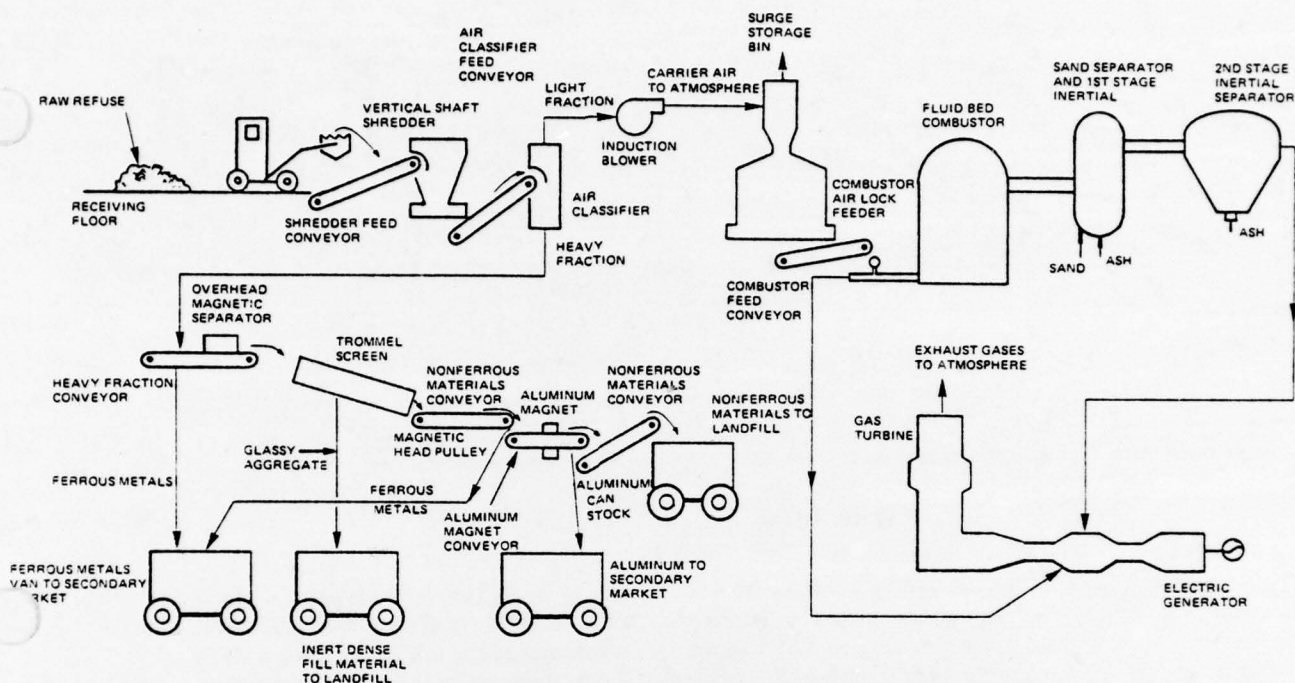 SURGE
STORAGE
BIN
AIR
CLASSIFIER
FEED
CONVEYOR
SAND SEPARATOR
AND 1ST STAGE
INERTIAL
2ND STAGE
INERTIAL
SEPARATOR
RAW REFUSE
VERTICAL SHAFT
SHREDDER
LIGHT
FRACTION
CARRIER AIR
TO ATMOSPHERE
FLUID BED
COMBUSTOR
INDUCTION
BLOWER
RECEIVING
FLOOR
SHREDDER FEED
CONVEYOR
AIR
CLASSIFIER
COMBUSTOR
AIR LOCK
FEEDER
HEAVY
FRACTION
SAND
ASH
ASH
COMBUSTOR
FEED
CONVEYOR
OVERHEAD
MAGNETIC
SEPARATOR
TROMMEL
SCREEN
HEAVY FRACTION
CONVEYOR
NONFERROUS
MATERIALS
CONVEYOR
ALUMINUM
MAGNET
NONFERROUS
MATERIALS
CONVEYOR
NONFERROUS
MATERIALS TO
LANDFILL
EXHAUST GASES
TO ATMOSPHERE
GAS
TURBINE
MAGNETIC
HEAD PULLEY
GLASSY
AGGREGATE
FERROUS METALS
FERROUS
METALS
ALUMINUM
MAGNET
CONVEYOR
ALUMINUM
CAN
STOCK
FERROUS METALS
VAN TO SECONDARY
ALUMINUM TO
SECONDARY
MARKET
ELECTRIC
GENERATOR
INERT DENSE
FILL MATERIAL
TO LANDFILL